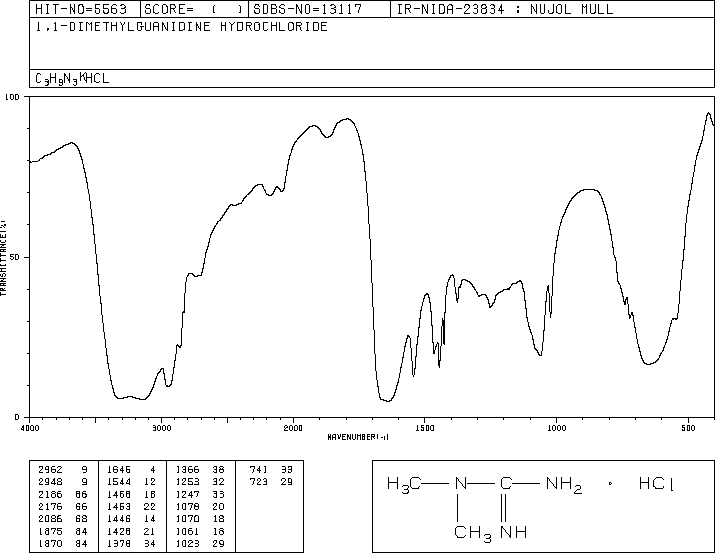 HIT-NO=5563 SCORE= ( ) SDBS-NO=13117 IR-NIDA-23834 : NUJOL MULL
1,1-DIMETHYLGUANIDINE HYDROCHLORIDE
C3H9N3 HCL
100
50
0
TRANSMITTANCE(%)
4000 3000 2000 1500 1000 500
WAVENUMBER(-1)
2962 9 1646 4 1366 38 741 33
2948 9 1544 12 1253 32 723 29
2186 66 1468 18 1247 33
2176 66 1463 22 1078 20
2086 68 1446 14 1070 18
1875 84 1428 21 1061 18
1870 84 1378 34 1023 29
H3C N C NH2 · HCl
CH3 NH